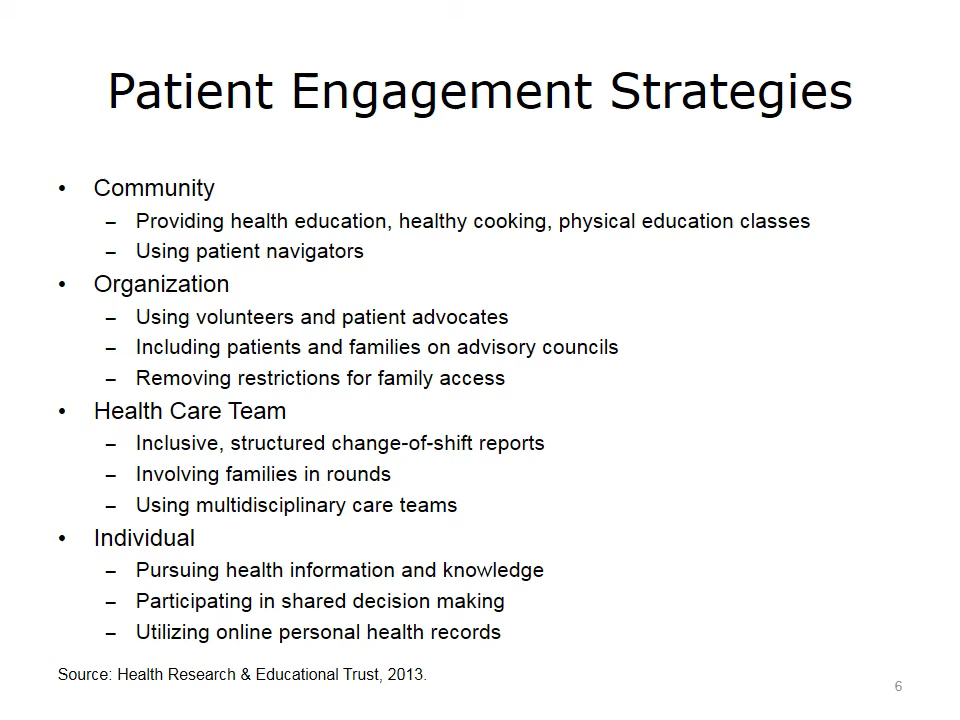 Patient Engagement Strategies
• Community
– Providing health education, healthy cooking, physical education classes
– Using patient navigators
• Organization
– Using volunteers and patient advocates
– Including patients and families on advisory councils
– Removing restrictions for family access
• Health Care Team
– Inclusive, structured change-of-shift reports
– Involving families in rounds
– Using multidisciplinary care teams
• Individual
– Pursuing health information and knowledge
– Participating in shared decision making
– Utilizing online personal health records
Source: Health Research & Educational Trust, 2013.
6